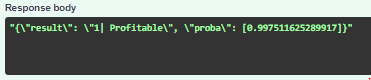 Response body
"{\"result\": \"1| Profitable\", \"proba\": [0.997511625289917]}"